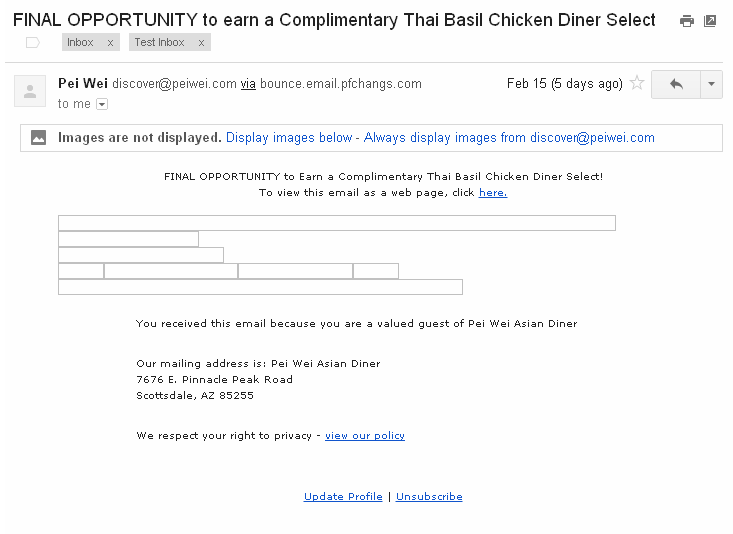 FINAL OPPORTUNITY to earn a Complimentary Thai Basil Chicken Diner Select
Inbox x Test Inbox x
Pei Wei discover@peiwei.com via bounce.email.pfchangs.com Feb 15 (5 days ago)
to me
Images are not displayed. Display images below - Always display images from discover@peiwei.com
FINAL OPPORTUNITY to Earn a Complimentary Thai Basil Chicken Diner Select!
To view this email as a web page, click here.
You received this email because you are a valued guest of Pei Wei Asian Diner
Our mailing address is: Pei Wei Asian Diner
7676 E. Pinnacle Peak Road
Scottsdale, AZ 85255
We respect your right to privacy - view our policy
Update Profile | Unsubscribe